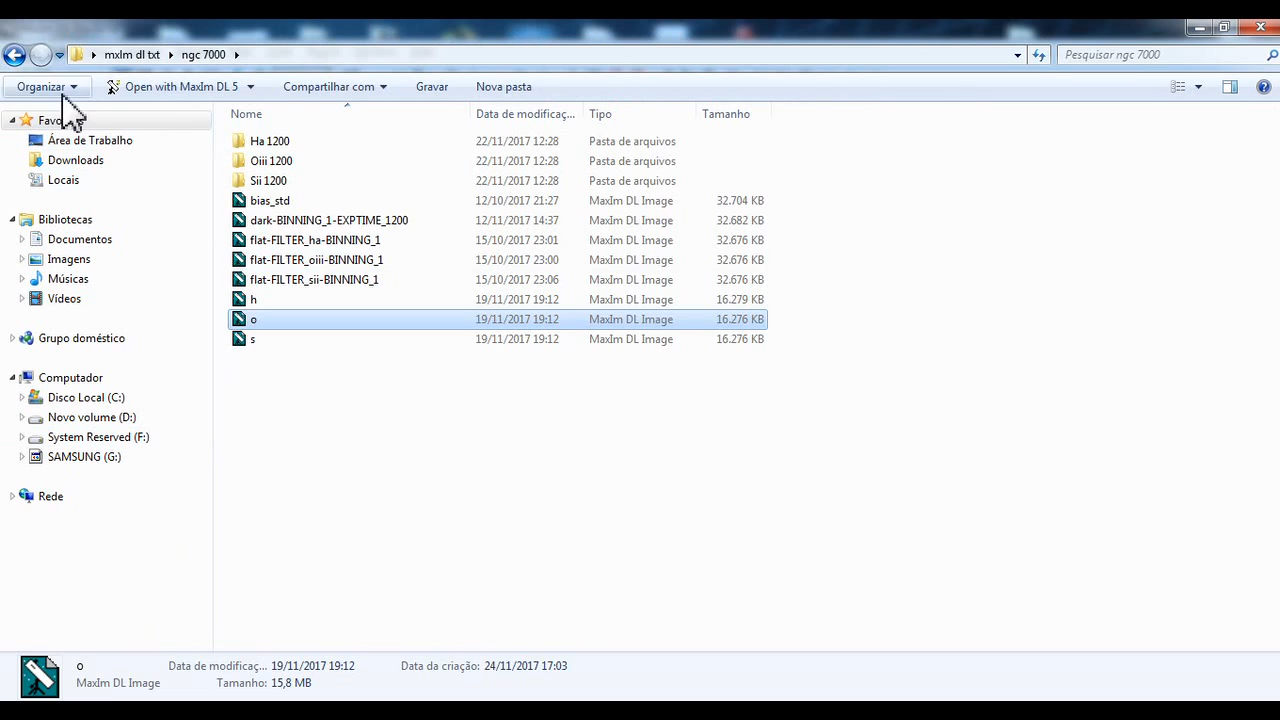 mxlm dl txt ngc 7000 Pesquisar ngc 7000
Organizar Open with MaxIm DL 5 Compartilhar com Gravar Nova pasta
Nome Data de modificaç... Tipo Tamanho
Área de Trabalho
Downloads
Locais
Bibliotecas
Documentos
Imagens
Músicas
Vídeos
Grupo doméstico
Computador
Disco Local (C:)
Novo volume (D:)
System Reserved (F:)
SAMSUNG (G:)
Rede
Ha 1200 22/11/2017 12:28 Pasta de arquivos
Oiii 1200 22/11/2017 12:28 Pasta de arquivos
Sii 1200 22/11/2017 12:28 Pasta de arquivos
bias_std 12/10/2017 21:27 MaxIm DL Image 32.704 KB
dark-BINNING_1-EXPTIME_1200 12/11/2017 14:37 MaxIm DL Image 32.682 KB
flat-FILTER_ha-BINNING_1 15/10/2017 23:01 MaxIm DL Image 32.676 KB
flat-FILTER_oiii-BINNING_1 15/10/2017 23:00 MaxIm DL Image 32.676 KB
flat-FILTER_sii-BINNING_1 15/10/2017 23:06 MaxIm DL Image 32.676 KB
h 19/11/2017 19:12 MaxIm DL Image 16.279 KB
o 19/11/2017 19:12 MaxIm DL Image 16.276 KB
s 19/11/2017 19:12 MaxIm DL Image 16.276 KB
o Data de modificaç... 19/11/2017 19:12 Data da criação: 24/11/2017 17:03
MaxIm DL Image Tamanho: 15,8 MB